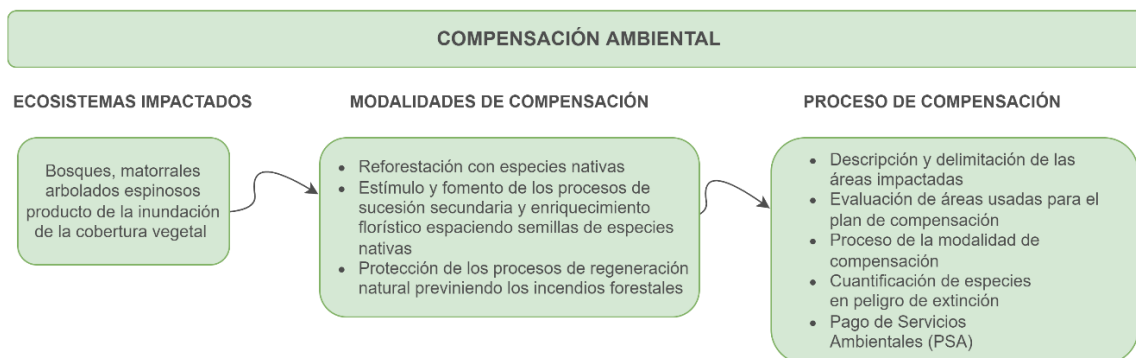 COMPENSACIÓN AMBIENTAL
ECOSISTEMAS IMPACTADOS
Bosques, matorrales
arbolados espinosos
producto de la inundación
de la cobertura vegetal
MODALIDADES DE COMPENSACIÓN
• Reforestación con especies nativas
• Estímulo y fomento de los procesos de
sucesión secundaria y enriquecimiento
florístico espaciendo semillas de especies
nativas
• Protección de los procesos de regeneración
natural previniendo los incendios forestales
PROCESO DE COMPENSACIÓN
• Descripción y delimitación de las
áreas impactadas
• Evaluación de áreas usadas para el
plan de compensación
• Proceso de la modalidad de
compensación
• Cuantificación de especies
en peligro de extinción
• Pago de Servicios
Ambientales (PSA)